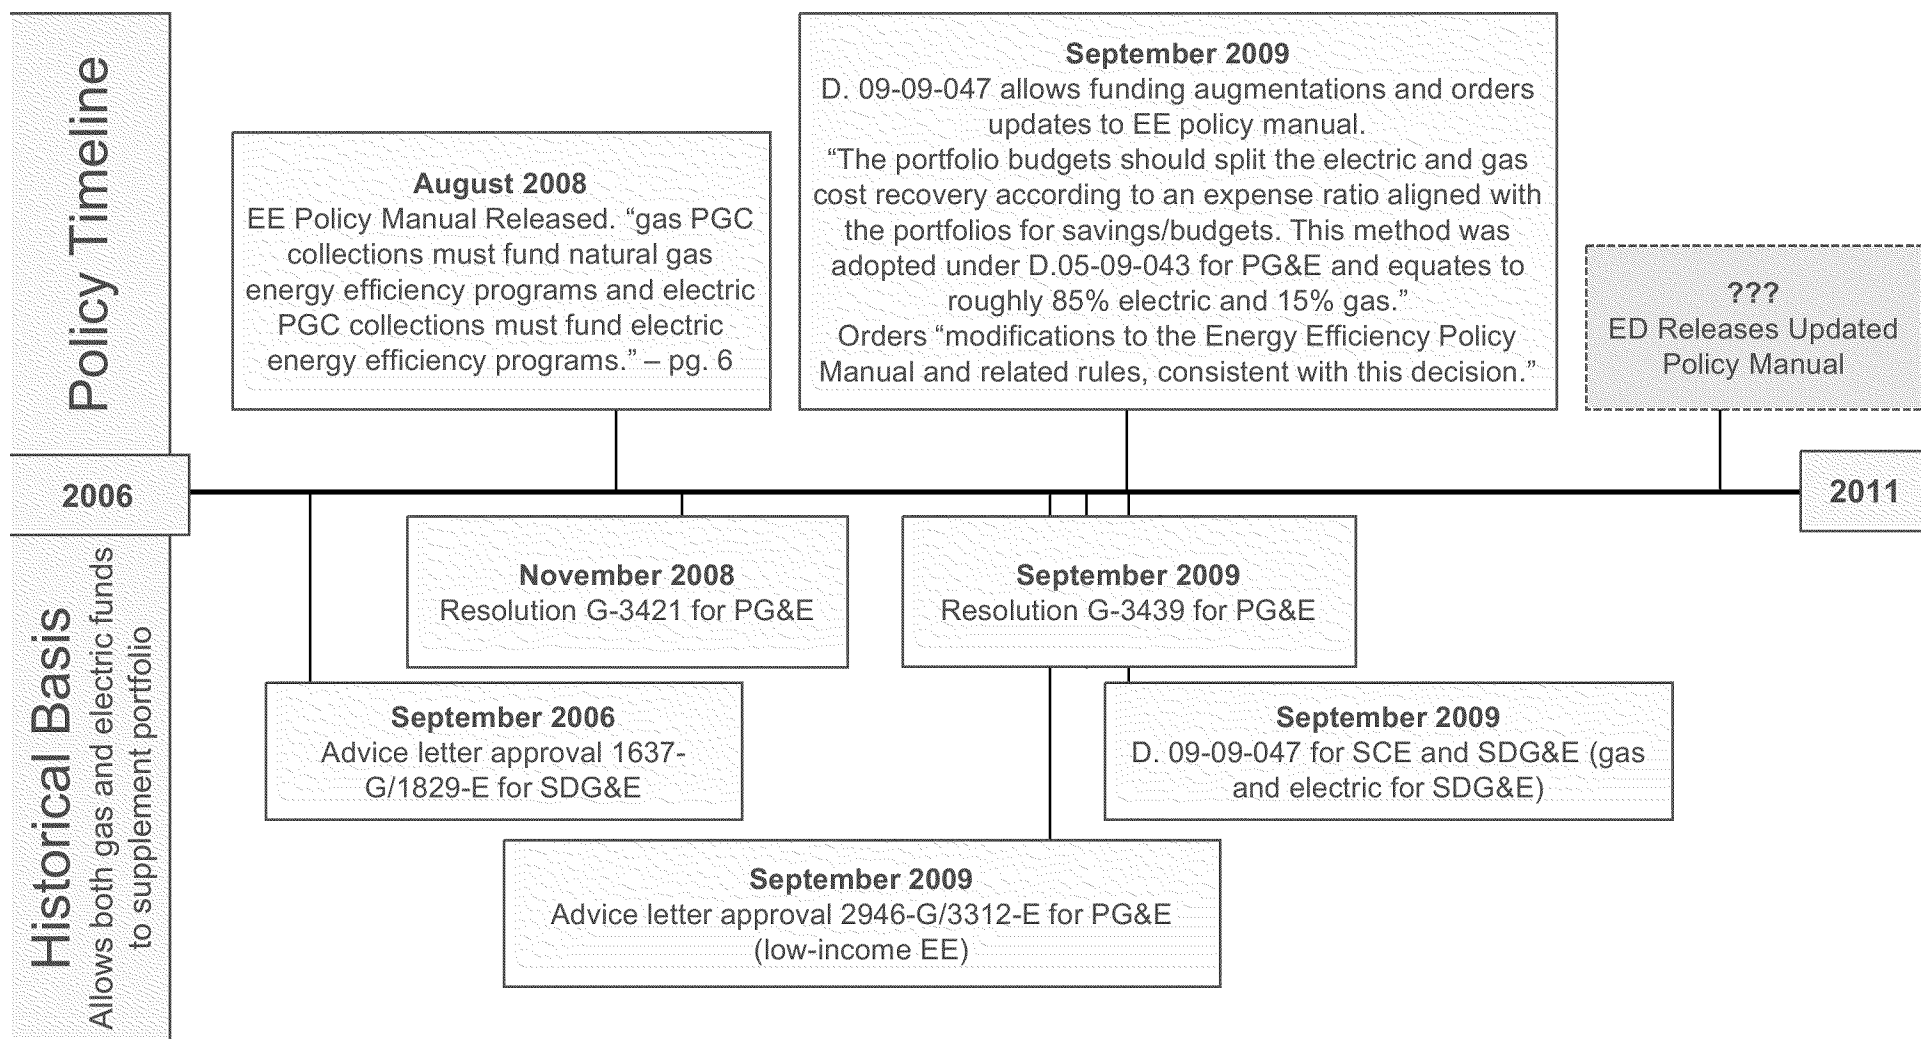 Policy Timeline
August 2008
EE Policy Manual Released. “gas PGC
collections must fund natural gas
energy efficiency programs and electric
PGC collections must fund electric
energy efficiency programs.” – pg. 6
September 2009
D. 09-09-047 allows funding augmentations and orders
updates to EE policy manual.
“The portfolio budgets should split the electric and gas
cost recovery according to an expense ratio aligned with
the portfolios for savings/budgets. This method was
adopted under D.05-09-043 for PG&E and equates to
roughly 85% electric and 15% gas.”
Orders “modifications to the Energy Efficiency Policy
Manual and related rules, consistent with this decision.”
???
ED Releases Updated
Policy Manual
2006
2011
Historical Basis
Allows both gas and electric funds
to supplement portfolio
November 2008
Resolution G-3421 for PG&E
September 2009
Resolution G-3439 for PG&E
September 2006
Advice letter approval 1637-
G/1829-E for SDG&E
September 2009
D. 09-09-047 for SCE and SDG&E (gas
and electric for SDG&E)
September 2009
Advice letter approval 2946-G/3312-E for PG&E
(low-income EE)